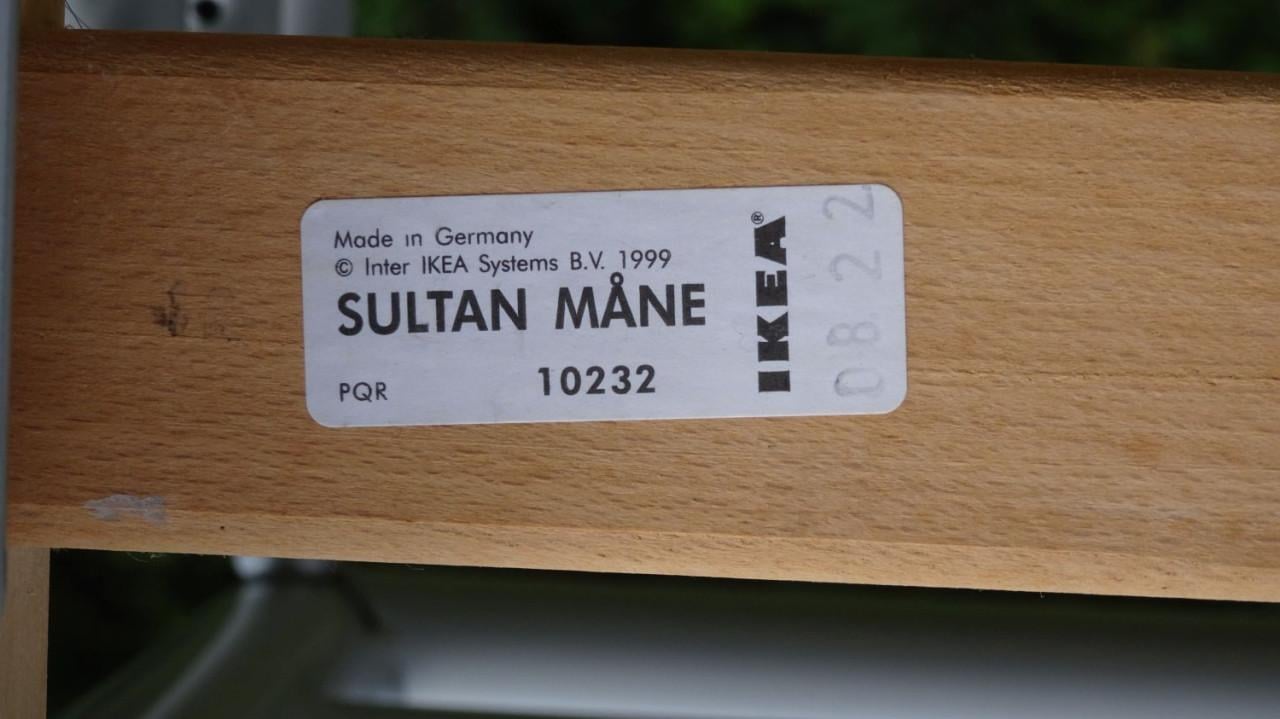 Made in Germany
© Inter IKEA Systems B.V. 1999
SULTAN MÅNE
PQR 10232
IKEA®
0822